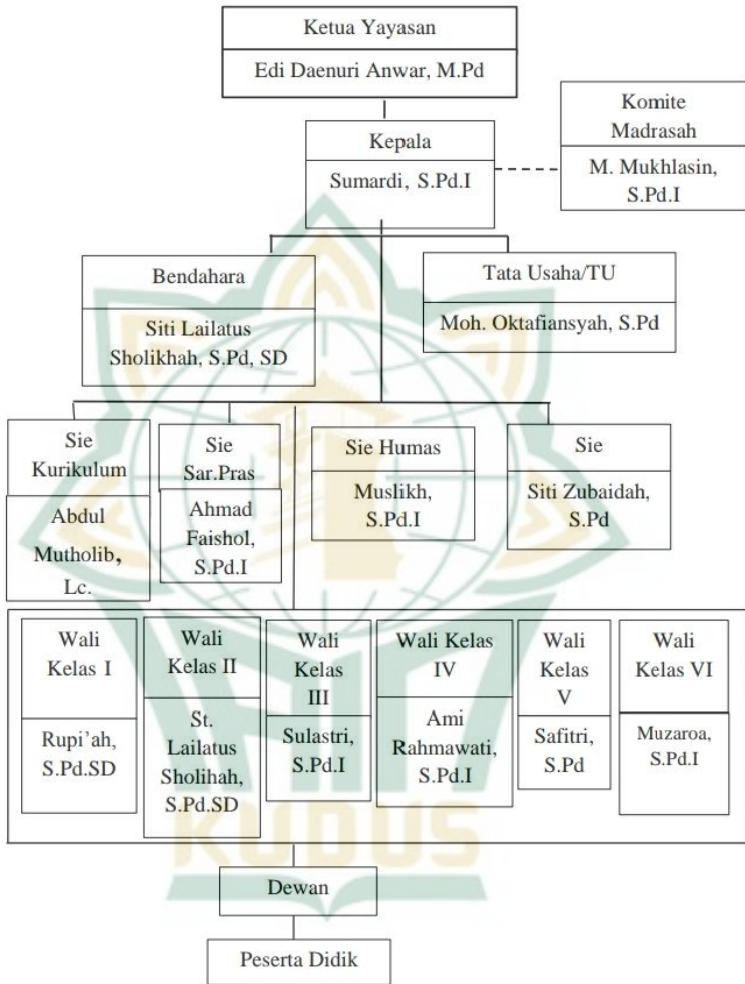 Ketua Yayasan
Edi Daenuri Anwar, M.Pd
Komite
Madrasah
M. Mukhlasin,
S.Pd.I
Kepala
Sumardi, S.Pd.I
Bendahara
Siti Lailatus
Sholikhah, S.Pd, SD
Tata Usaha/TU
Moh. Oktafiansyah, S.Pd
Sie
Kurikulum
Abdul
Mutholib,
Lc.
Sie
Sar.Pras
Ahmad
Faishol,
S.Pd.I
Sie Humas
Muslikh,
S.Pd.I
Sie
Siti Zubaidah,
S.Pd
Wali
Kelas I
Rupi’ah,
S.Pd.SD
Wali
Kelas II
St.
Lailatus
Sholihah,
S.Pd.SD
Wali
Kelas
III
Sulastri,
S.Pd.I
Wali Kelas
IV
Ami
Rahmawati,
S.Pd.I
Wali
Kelas
V
Safitri,
S.Pd
Wali
Kelas VI
Muzaroa,
S.Pd.I
KUDUS
Dewan
Peserta Didik